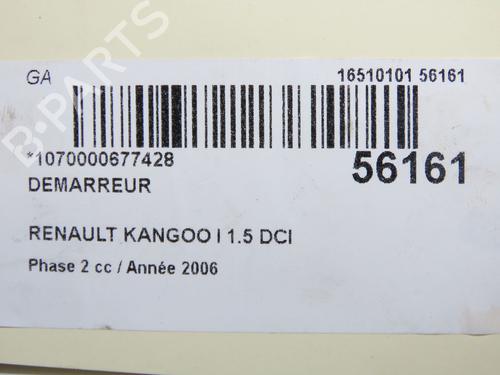 GA
16510101 56161
*1070000677428
56161
DEMARREUR
RENAULT KANGOO I 1.5 DCI
Phase 2 cc / Année 2006
B-PARTS